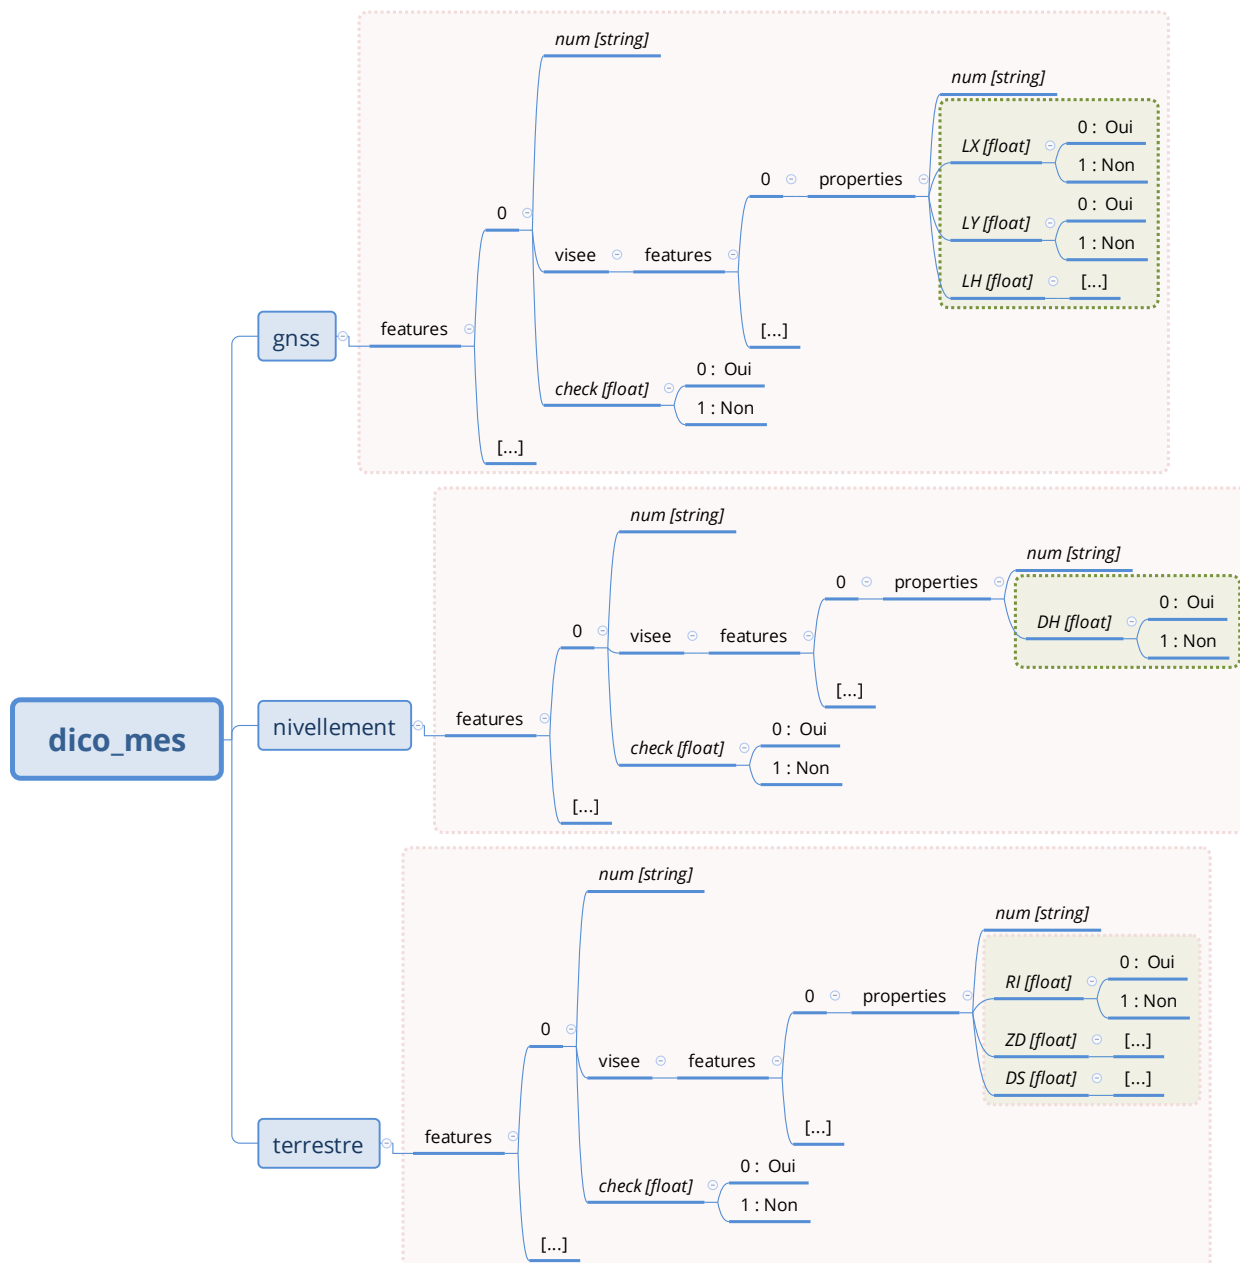 dico_mes
gnss
features
0
num [string]
visee
features
0
properties
num [string]
LX [float]
0 : Oui
1 : Non
LY [float]
0 : Oui
1 : Non
LH [float]
[...]
[...]
check [float]
0 : Oui
1 : Non
[...]
nivellement
features
0
num [string]
visee
features
0
properties
num [string]
DH [float]
0 : Oui
1 : Non
[...]
check [float]
0 : Oui
1 : Non
[...]
terrestre
features
0
num [string]
visee
features
0
properties
num [string]
RI [float]
0 : Oui
1 : Non
ZD [float]
[...]
DS [float]
[...]
[...]
check [float]
0 : Oui
1 : Non
[...]